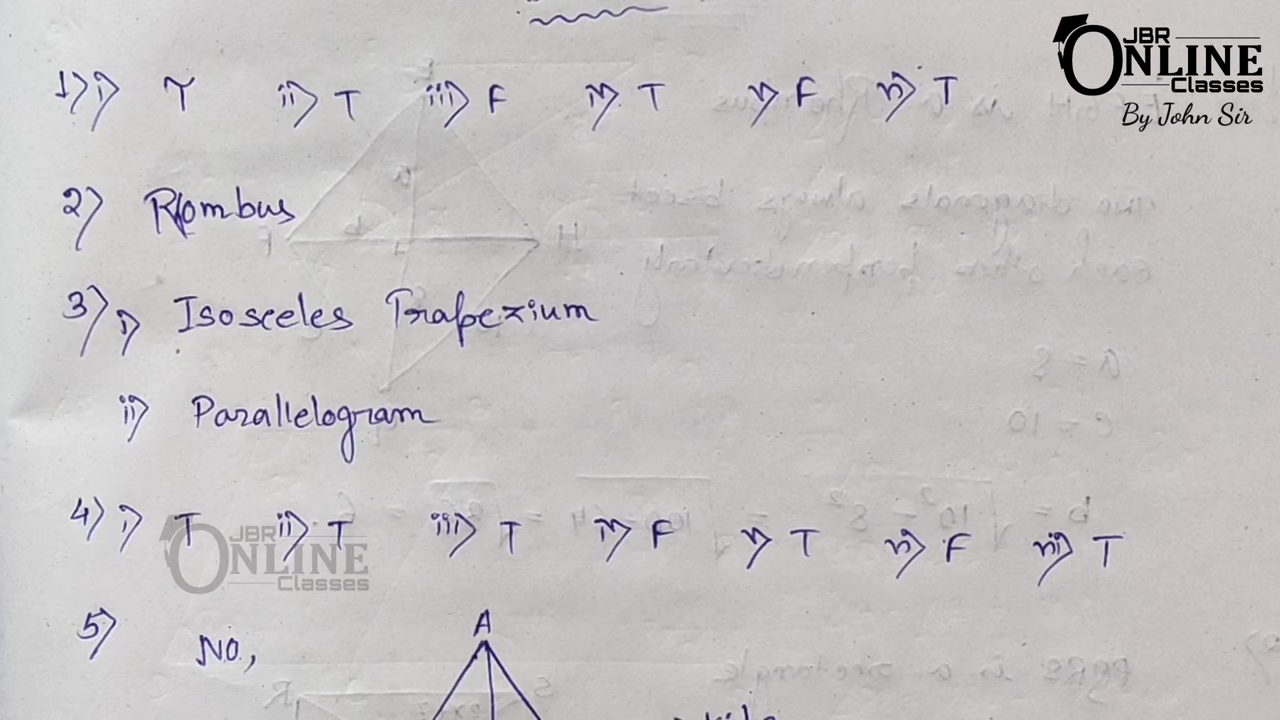 JBR
ONLINE
Classes
By John Sir
1) i) T ii) T iii) F iv) T v) F vi) T
2) Rhombus
3) i) Isosceles Trapezium
ii) Parallelogram
4) i) T ii) T iii) T iv) F v) T vi) F vii) T
JBR
ONLINE
Classes
5) NO,
A